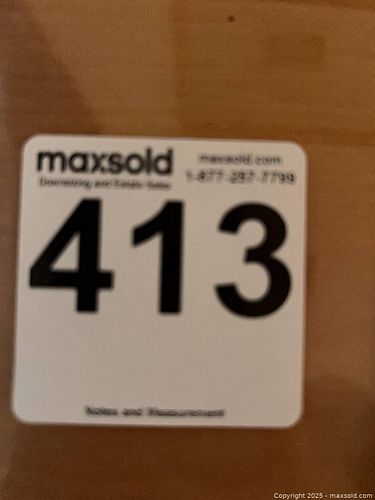 maxsold
Downsizing and Estate Sales
maxsold.com
1-877-257-7799
413
Notes and Measurement
Copyright 2025 - maxsold.com